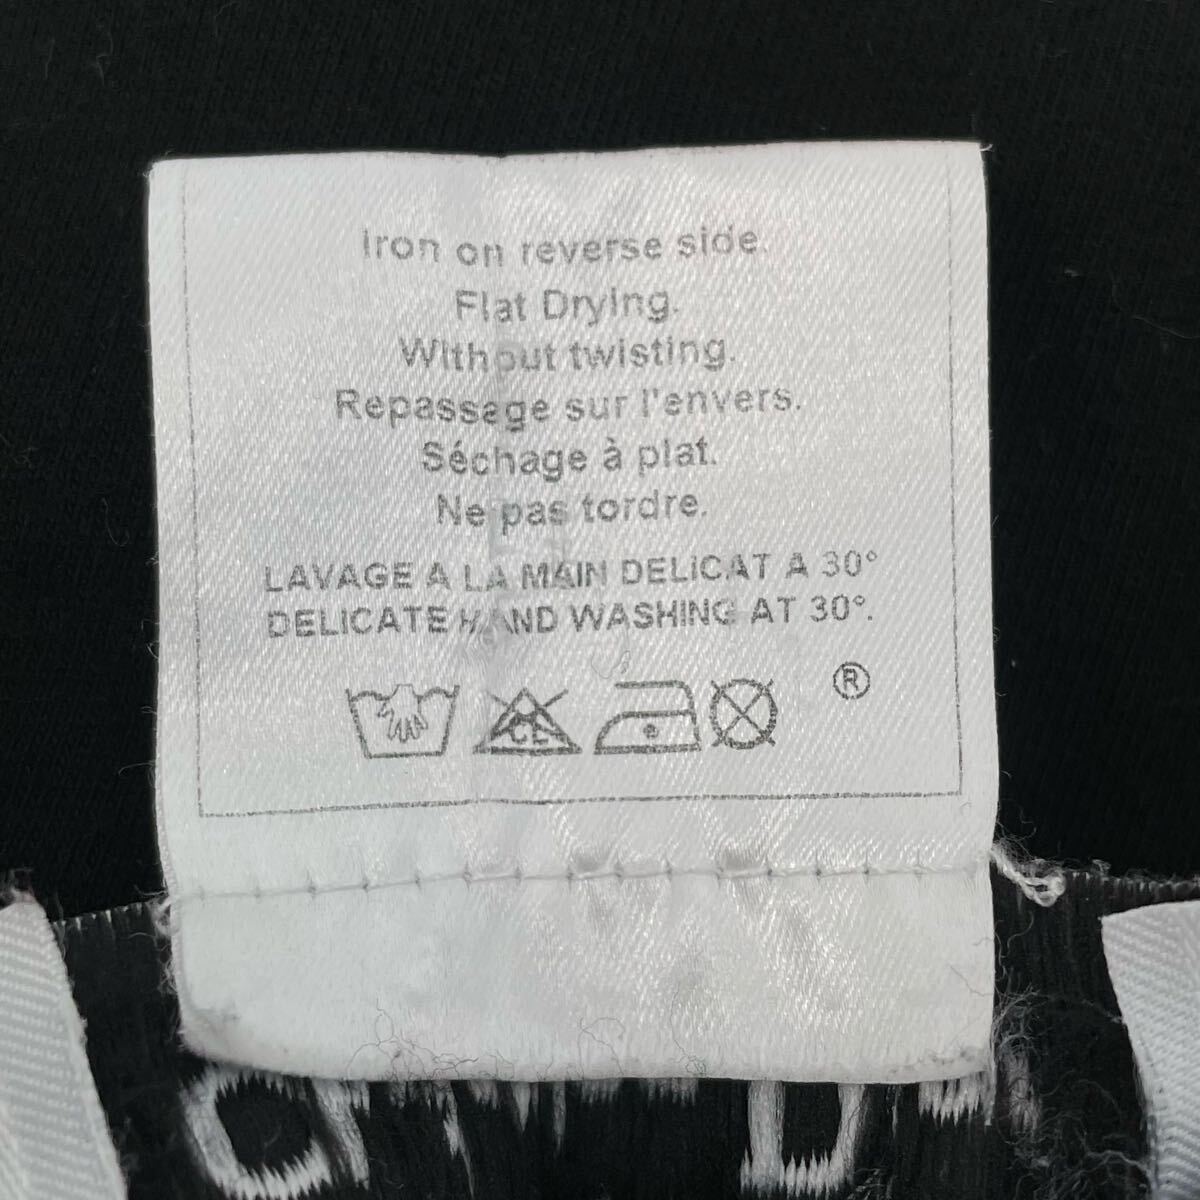 Iron on reverse side.
Flat Drying.
Without twisting.
Repassage sur l'envers.
Séchage à plat.
Ne pas tordre.
LAVAGE A LA MAIN DELICAT A 30°
DELICATE HAND WASHING AT 30°.
CL
®